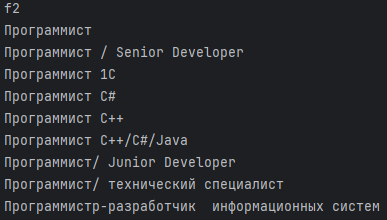 f2
Программист
Программист / Senior Developer
Программист 1C
Программист C#
Программист C++
Программист C++/C#/Java
Программист/ Junior Developer
Программист/ технический специалист
Программистр-разработчик  информационных систем